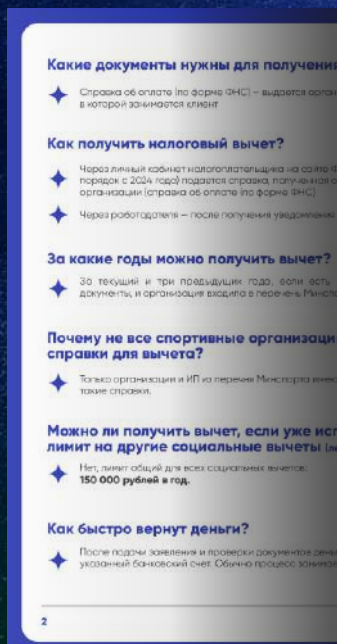 Какие документы нужны для получения
Справка об оплате (по форме ФНС) – выдается
в которой занимается клиент
Как получить налоговый вычет?
Через личный кабинет налогоплательщика на сайте
порядок с 2024 года) подается справка, полученная
организации (справка об оплате (по форме ФНС)
Через работодателя – после получения уведомления
За какие годы можно получить вычет?
За текущий и три предыдущих года, если есть
документы, и организация входила в перечень
Почему не все спортивные
справки для вычета?
Только организации и ИП из перечня Минспорта
такие справки.
Можно ли получить вычет, если уже
лимит на другие социальные вычеты
Нет, лимит общий для всех социальных вычетов:
150 000 рублей в год.
Как быстро вернут деньги?
После подачи заявления и проверки документов
указанный банковский счет. Обычно процесс
2